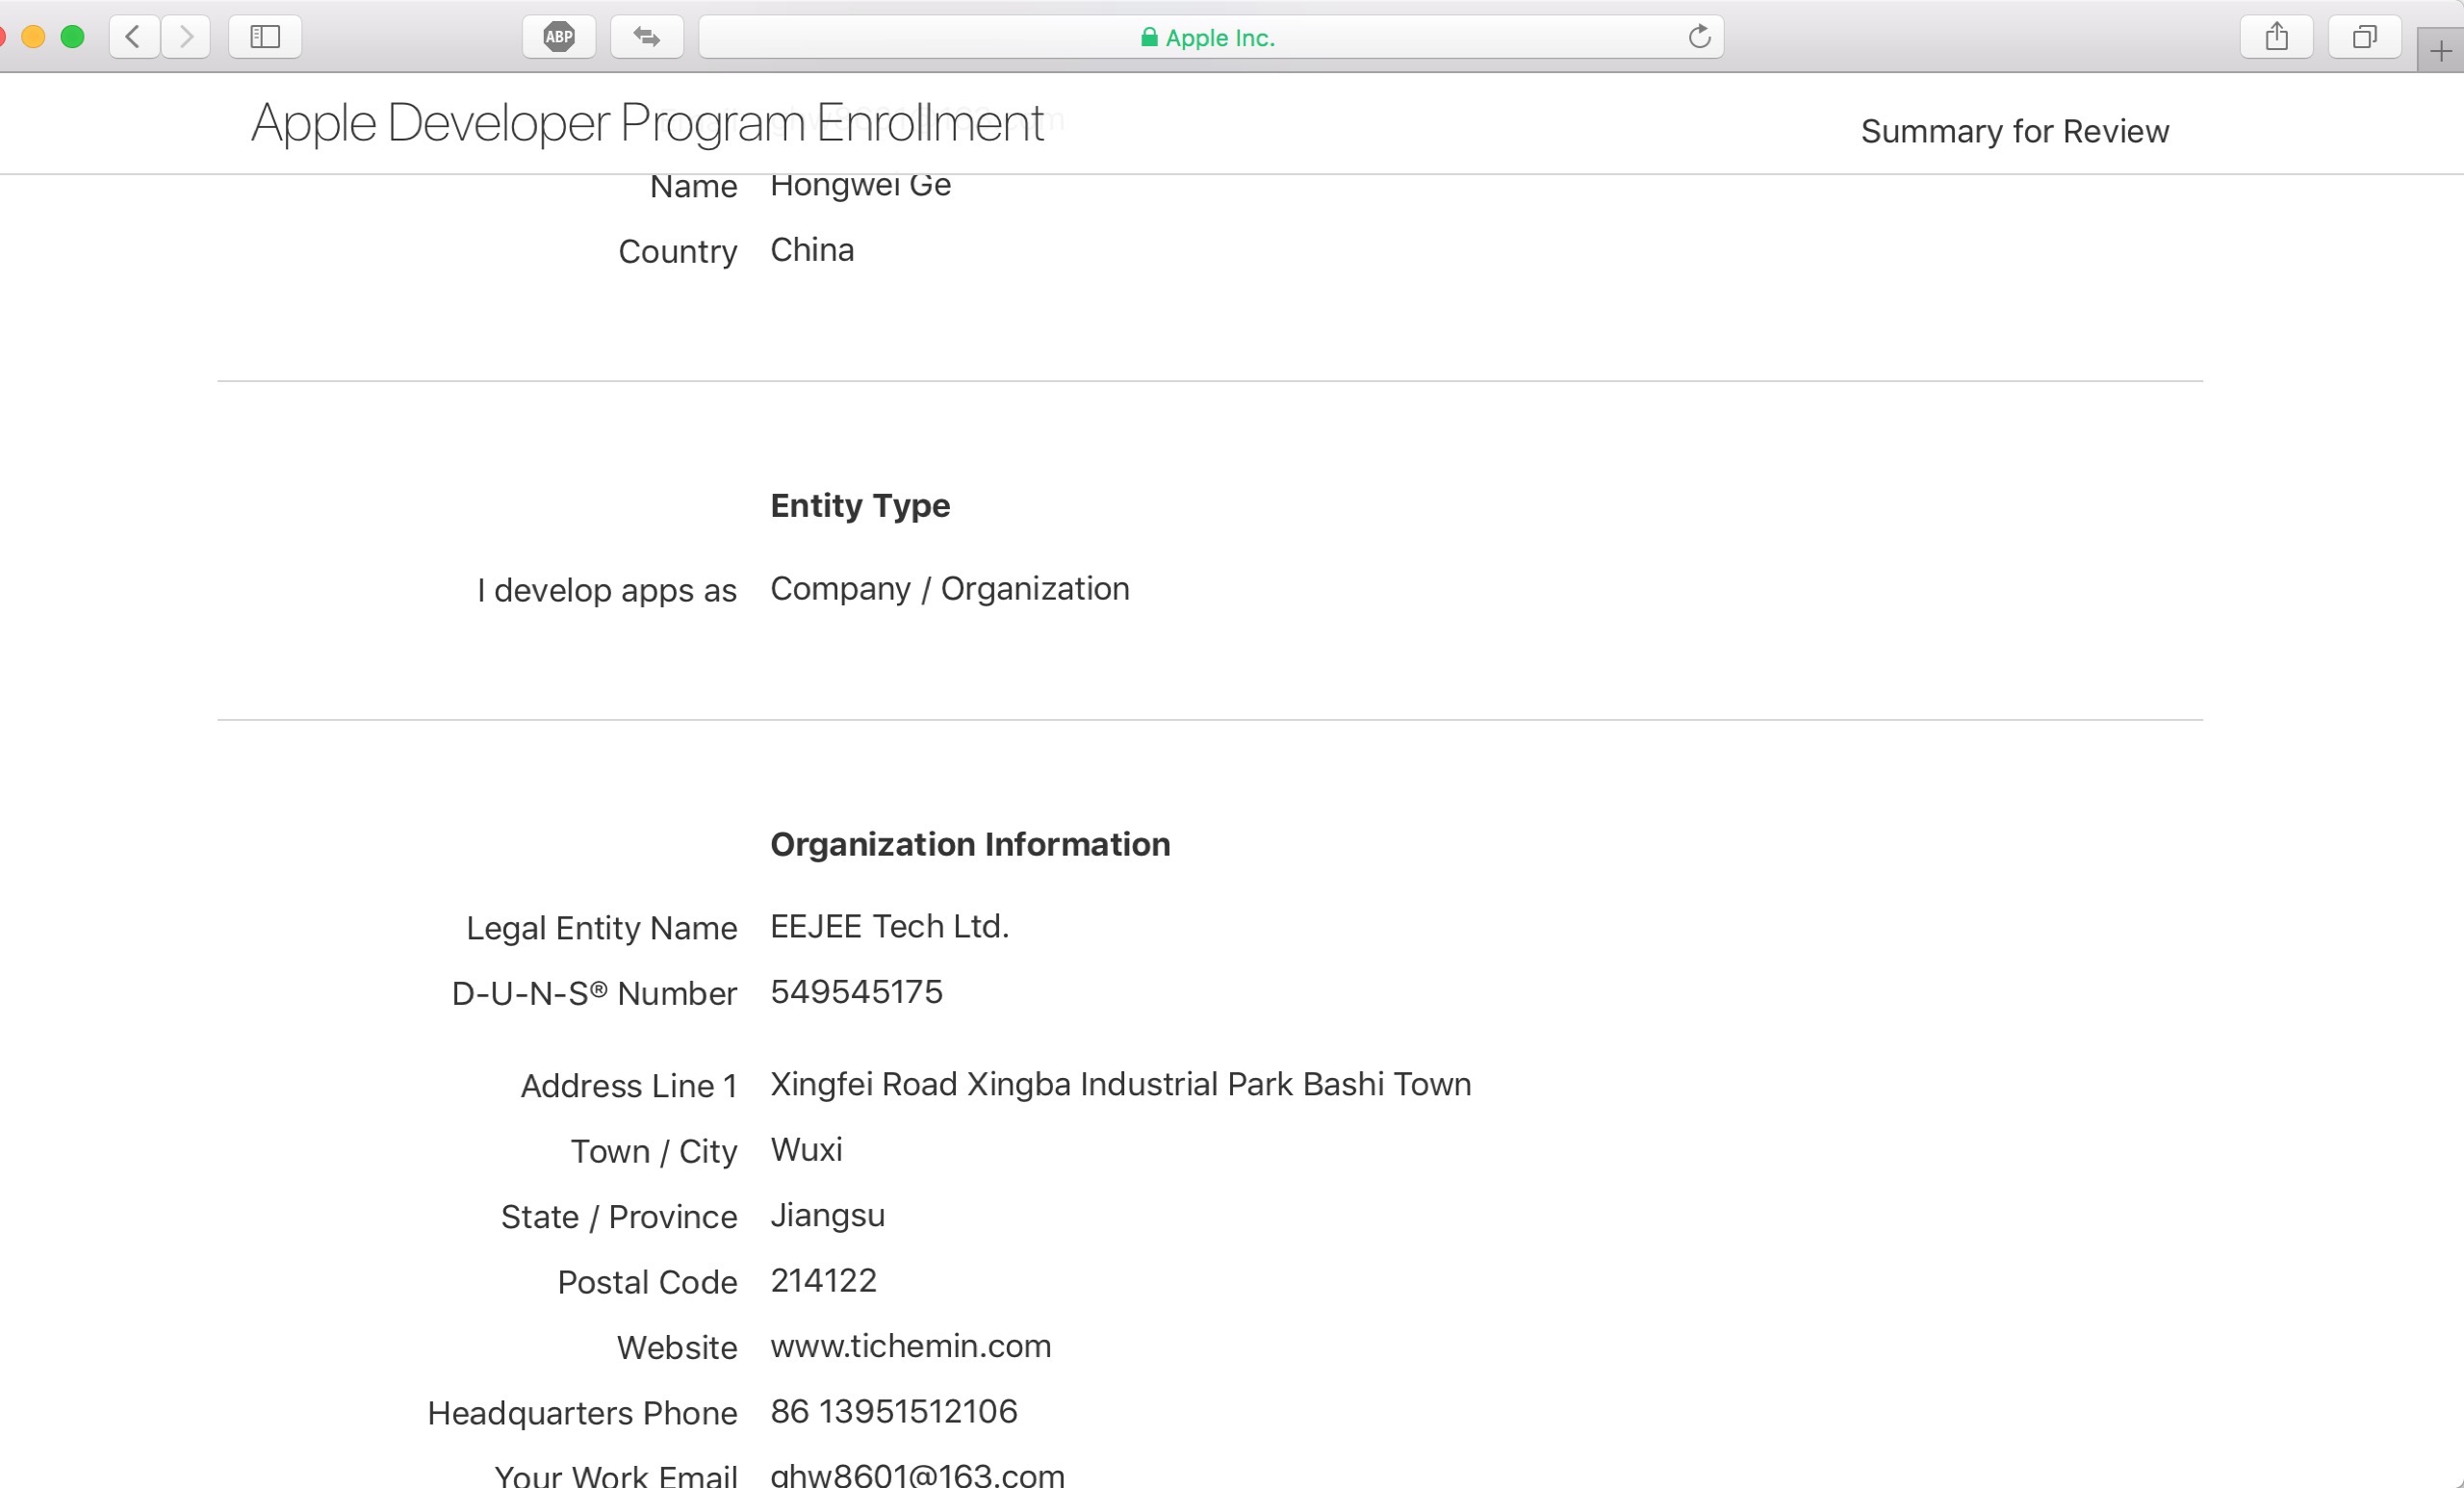 ABP
Apple Inc.
Apple Developer Program Enrollment
Summary for Review
Name Hongwei Ge
Country China
Entity Type
I develop apps as Company / Organization
Organization Information
Legal Entity Name EEJEE Tech Ltd.
D-U-N-S® Number 549545175
Address Line 1 Xingfei Road Xingba Industrial Park Bashi Town
Town / City Wuxi
State / Province Jiangsu
Postal Code 214122
Website www.tichemin.com
Headquarters Phone 86 13951512106
Your Work Email ghw8601@163.com